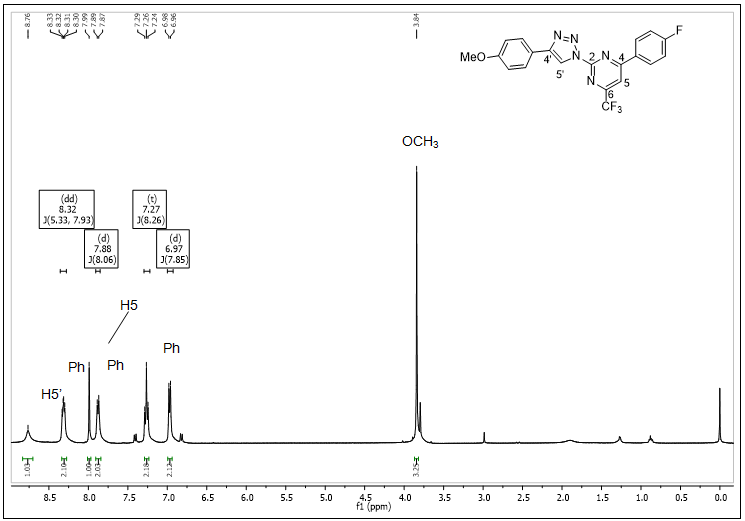 8.76
8.33
8.32
8.31
8.30
7.99
7.89
7.87
7.29
7.26
7.24
6.98
6.96
3.84
MeO
N N
N
N
4'
5'
2
N
N
4
5
6
F
CF3
OCH3
(dd)
8.32
J(5.33, 7.93)
(d)
7.88
J(8.06)
(t)
7.27
J(8.26)
(d)
6.97
J(7.85)
H5
Ph
Ph
Ph
H5'
1.03
2.10
1.00
2.03
2.18
2.12
3.25
8.5 8.0 7.5 7.0 6.5 6.0 5.5 5.0 4.5 4.0 3.5 3.0 2.5 2.0 1.5 1.0 0.5 0.0
f1 (ppm)